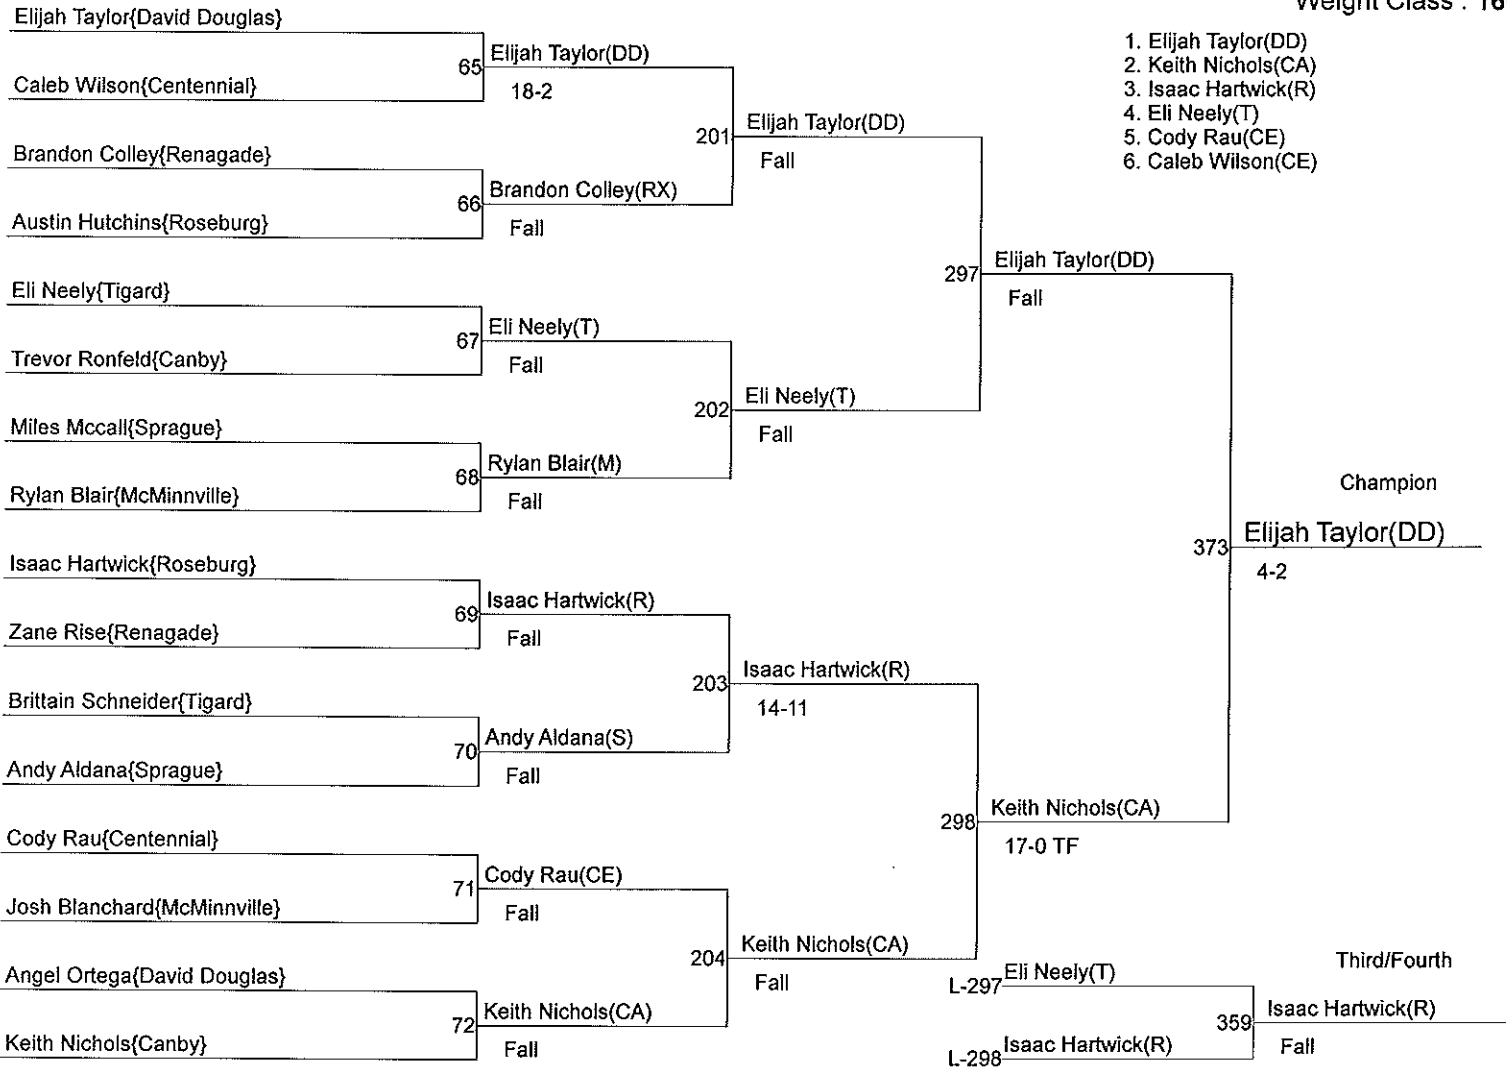 Weight Class : 16
Elijah Taylor{David Douglas}
65
Elijah Taylor(DD)
18-2
Caleb Wilson{Centennial}
201
Elijah Taylor(DD)
Fall
Brandon Colley{Renagade}
66
Brandon Colley(RX)
Fall
Austin Hutchins{Roseburg}
297
Elijah Taylor(DD)
Fall
Eli Neely{Tigard}
67
Eli Neely(T)
Fall
Trevor Ronfeld{Canby}
202
Eli Neely(T)
Fall
Miles Mccall{Sprague}
68
Rylan Blair(M)
Fall
Rylan Blair{McMinnville}
1. Elijah Taylor(DD)
2. Keith Nichols(CA)
3. Isaac Hartwick(R)
4. Eli Neely(T)
5. Cody Rau(CE)
6. Caleb Wilson(CE)
Champion
373
Elijah Taylor(DD)
4-2
Isaac Hartwick{Roseburg}
69
Isaac Hartwick(R)
Fall
Zane Rise{Renagade}
203
Isaac Hartwick(R)
14-11
Brittain Schneider{Tigard}
70
Andy Aldana(S)
Fall
Andy Aldana{Sprague}
298
Keith Nichols(CA)
17-0 TF
Cody Rau{Centennial}
71
Cody Rau(CE)
Fall
Josh Blanchard{McMinnville}
204
Keith Nichols(CA)
Fall
Angel Ortega{David Douglas}
72
Keith Nichols(CA)
Fall
Keith Nichols{Canby}
Third/Fourth
L-297
Eli Neely(T)
359
Isaac Hartwick(R)
Fall
L-298
Isaac Hartwick(R)